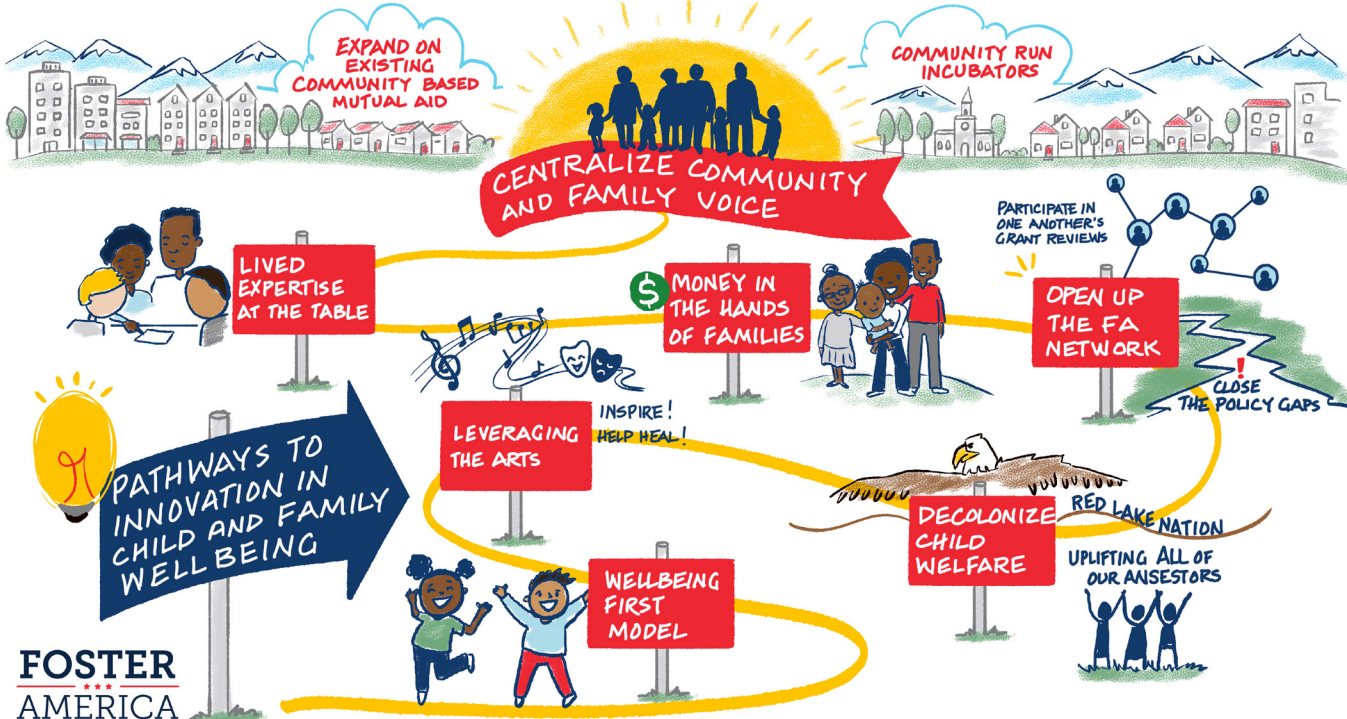 EXPAND ON
EXISTING
COMMUNITY BASED
MUTUAL AID
COMMUNITY RUN
INCUBATORS
CENTRALIZE COMMUNITY
AND FAMILY VOICE
LIVED
EXPERTISE
AT THE TABLE
$
MONEY IN
THE HANDS
OF FAMILIES
PARTICIPATE IN
ONE ANOTHER'S
GRANT REVIEWS
OPEN UP
THE FA
NETWORK
!
CLOSE
THE POLICY GAPS
PATHWAYS TO
INNOVATION IN
CHILD AND FAMILY
WELLBEING
LEVERAGING
THE ARTS
INSPIRE!
HELP HEAL!
DECOLONIZE
CHILD
WELFARE
RED LAKE NATION
UPLIFTING ALL OF
OUR ANSESTORS
WELLBEING
FIRST
MODEL
FOSTER
AMERICA